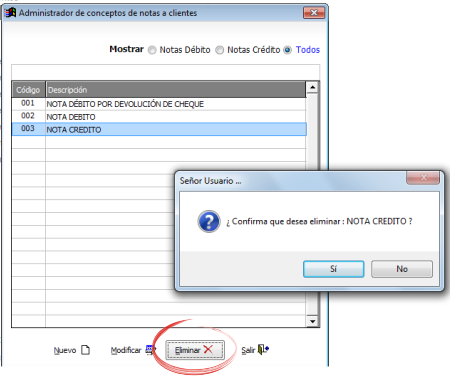 Administrador de conceptos de notas a clientes
Mostrar Notas Débito Notas Crédito Todos
Código Descripción
001 NOTA DÉBITO POR DEVOLUCIÓN DE CHEQUE
002 NOTA DEBITO
003 NOTA CREDITO
Señor Usuario ...
¿ Confirma que desea eliminar : NOTA CREDITO ?
Sí No
Nuevo Modificar Eliminar Salir